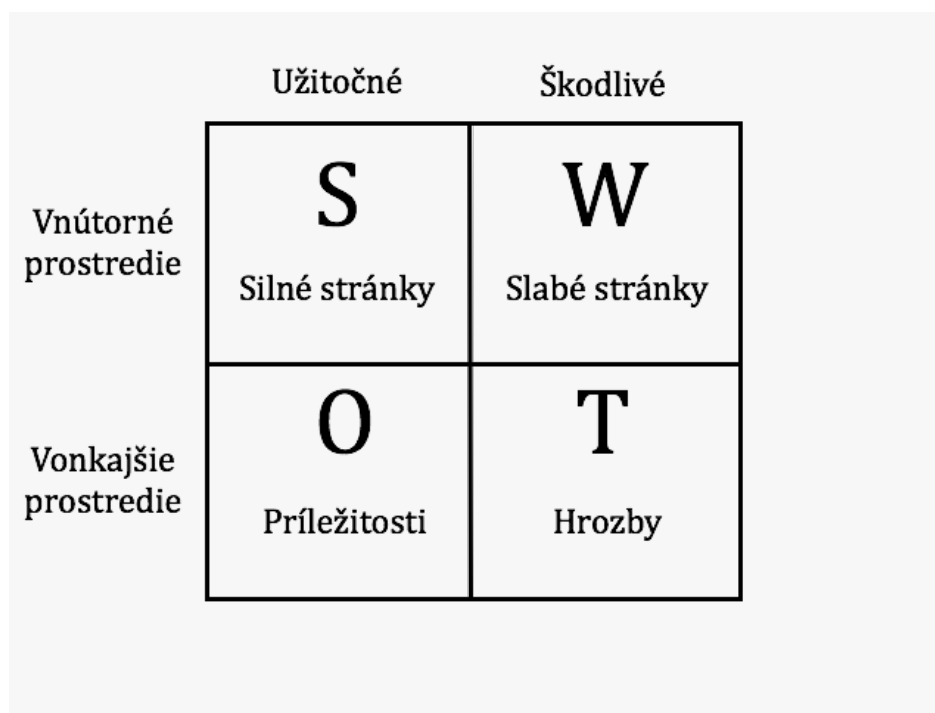 Užitočné
Škodlivé
Vnútorné
prostredie
S
W
Silné stránky
Slabé stránky
Vonkajšie
prostredie
O
T
Príležitosti
Hrozby